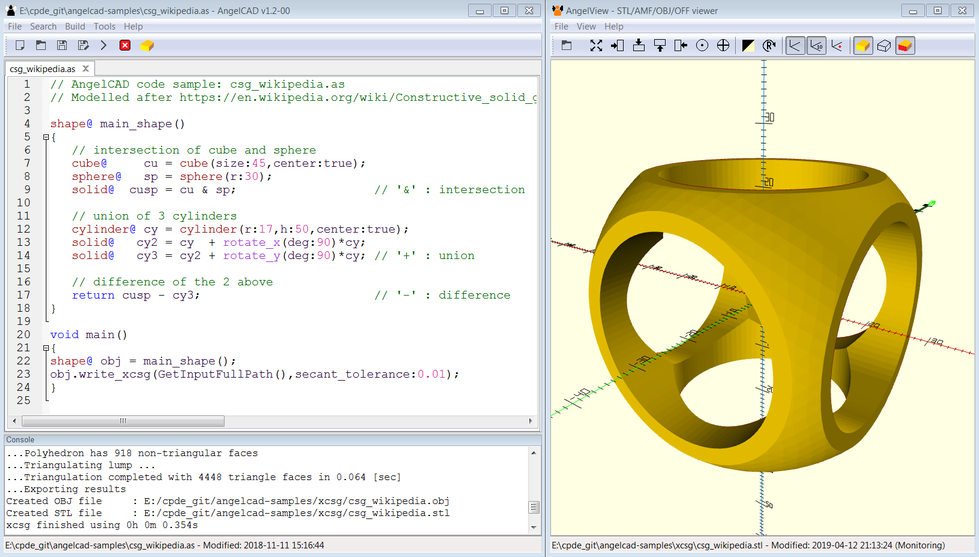 E:\cpde_git\angelcad-samples\csg_wikipedia.as - AngelCAD v1.2-00
File Search Build Tools Help
csg_wikipedia.as X
1 // AngelCAD code sample: csg_wikipedia.as
2 // Modelled after https://en.wikipedia.org/wiki/Constructive_solid_g
3
4 shape@ main_shape()
5 {
6 // intersection of cube and sphere
7 cube@ cu = cube(size:45,center:true);
8 sphere@ sp = sphere(r:30);
9 solid@ cusp = cu & sp; // '&' : intersection
10
11 // union of 3 cylinders
12 cylinder@ cy = cylinder(r:17,h:50,center:true);
13 solid@ cy2 = cy + rotate_x(deg:90)*cy;
14 solid@ cy3 = cy2 + rotate_y(deg:90)*cy; // '+' : union
15
16 // difference of the 2 above
17 return cusp - cy3; // '-' : difference
18 }
19
20 void main()
21 {
22 shape@ obj = main_shape();
23 obj.write_xcsg(GetInputFullPath(),secant_tolerance:0.01);
24 }
25
Console
...Polyhedron has 918 non-triangular faces
...Triangulating lump ...
...Triangulation completed with 4448 triangle faces in 0.064 [sec]
...Exporting results
Created OBJ file : E:/cpde_git/angelcad-samples/xcsg/csg_wikipedia.obj
Created STL file : E:/cpde_git/angelcad-samples/xcsg/csg_wikipedia.stl
xcsg finished using 0h 0m 0.354s
E:\cpde_git\angelcad-samples\csg_wikipedia.as - Modified: 2018-11-11 15:16:44
AngelView - STL/AMF/OBJ/OFF viewer
File View Help
30
20
E:\cpde_git\angelcad-samples\xcsg\csg_wikipedia.stl - Modified: 2019-04-12 21:13:24 (Monitoring)